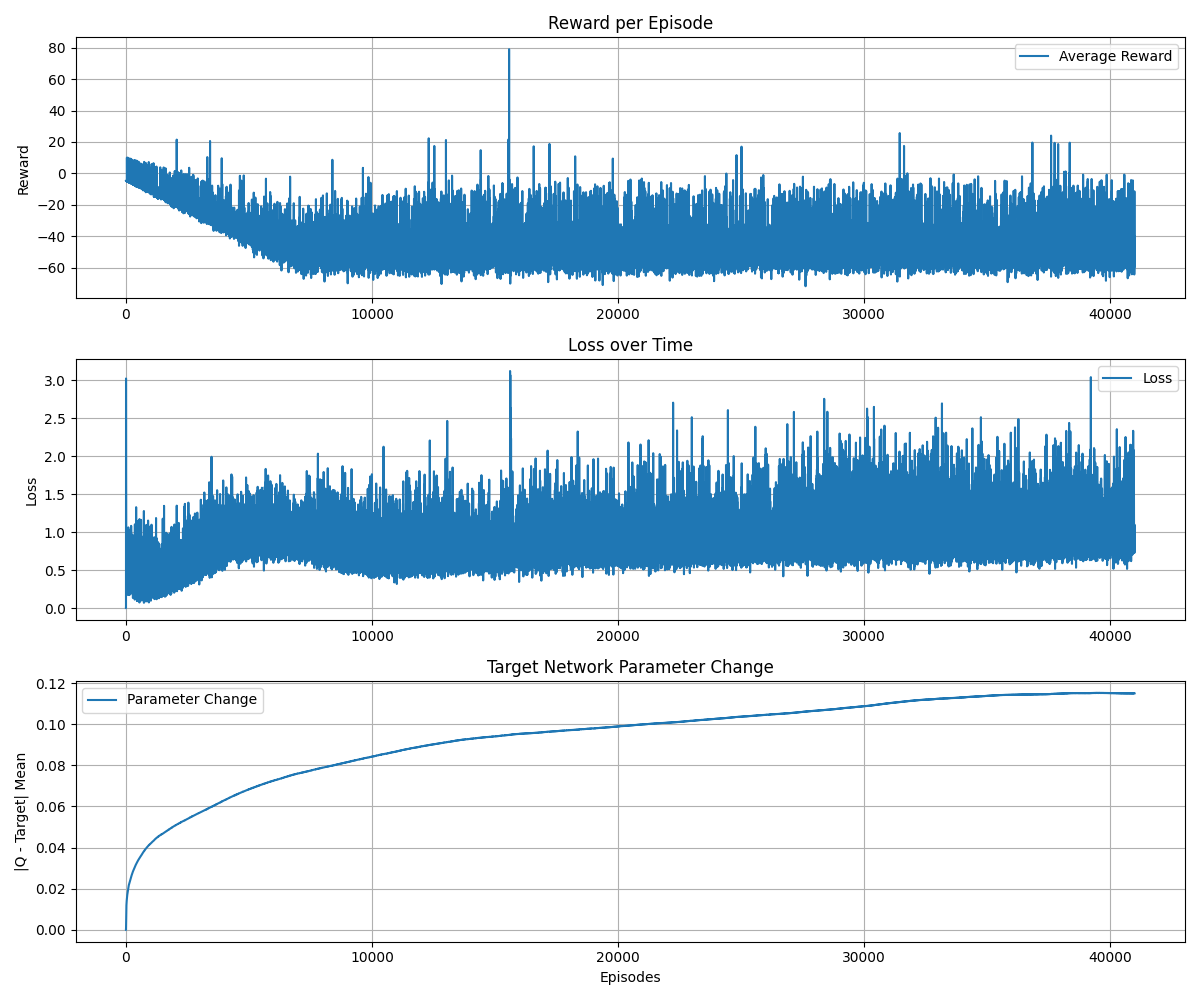 Reward per Episode
Average Reward
Reward
80
60
40
20
0
−20
−40
−60
0 10000 20000 30000 40000
Loss over Time
Loss
Loss
3.0
2.5
2.0
1.5
1.0
0.5
0.0
0 10000 20000 30000 40000
Target Network Parameter Change
Parameter Change
|Q - Target| Mean
0.12
0.10
0.08
0.06
0.04
0.02
0.00
0 10000 20000 30000 40000
Episodes